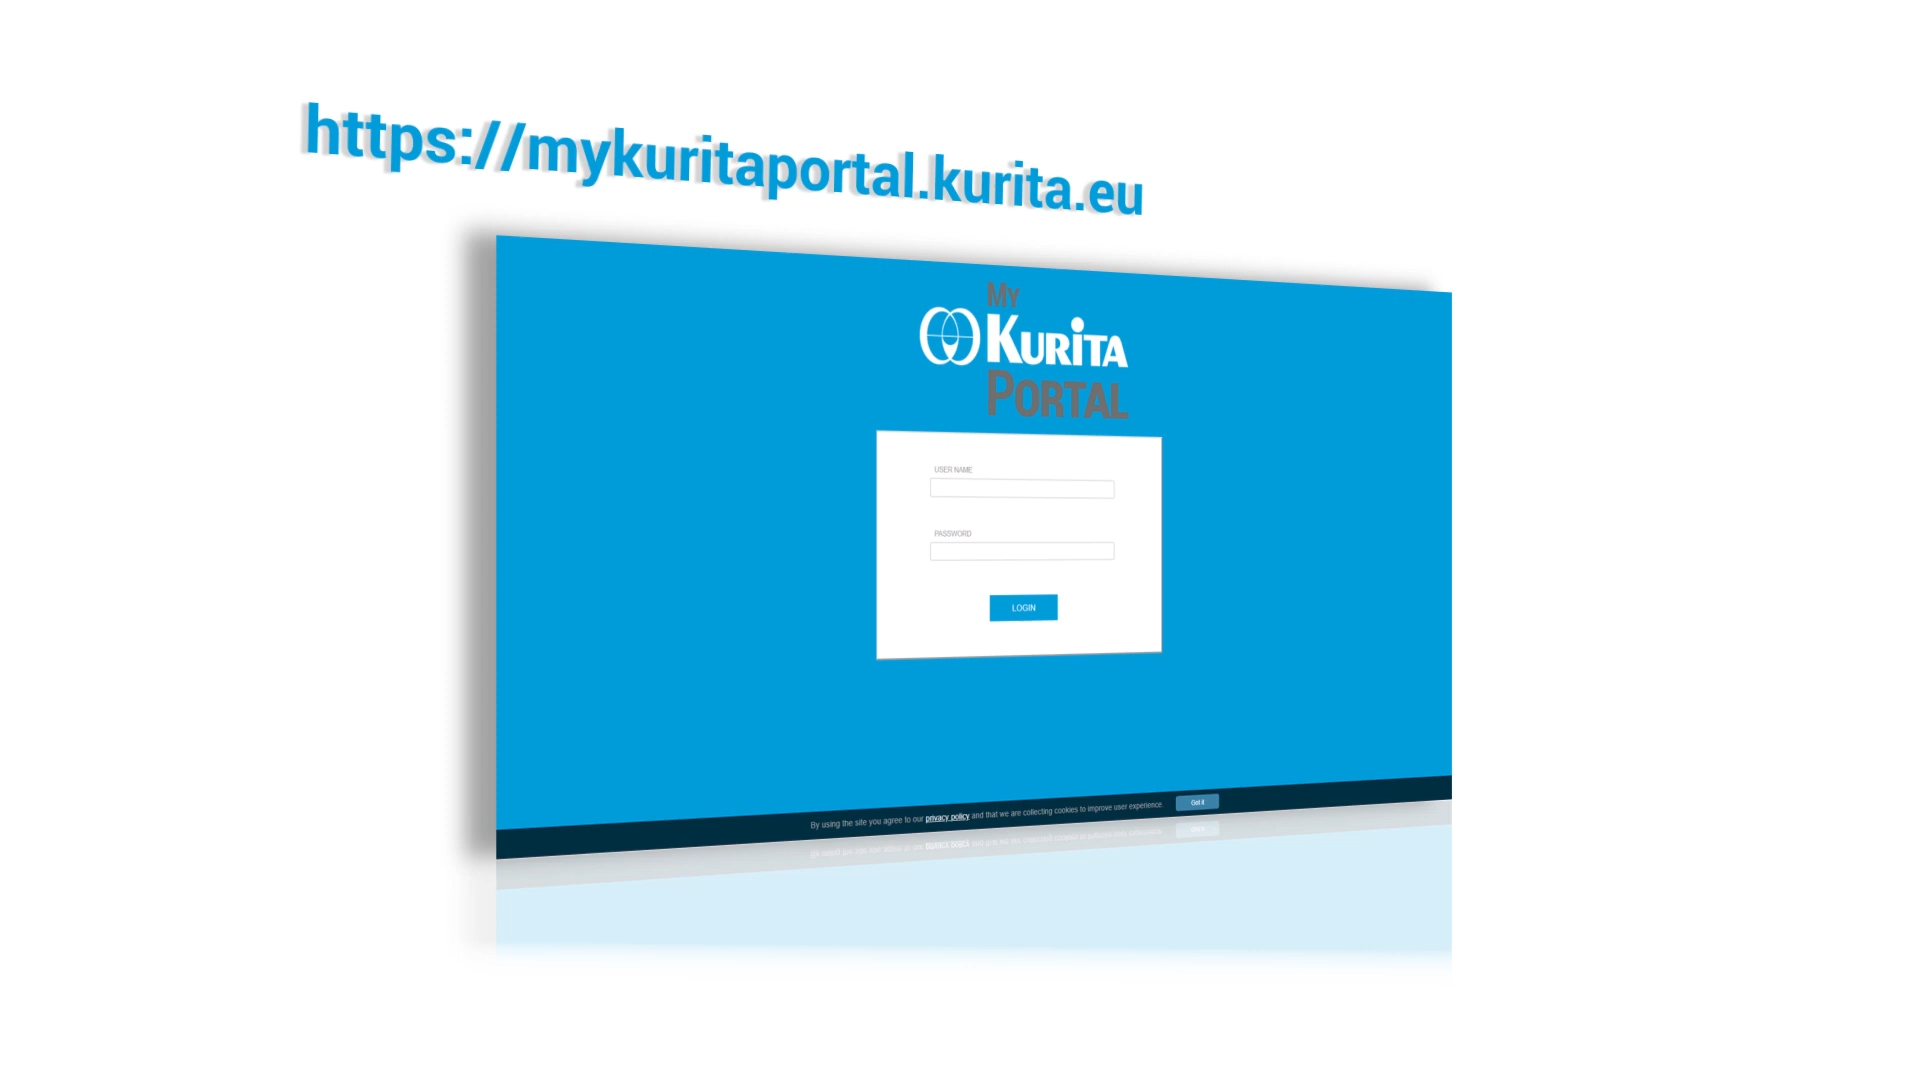 https://mykuritaportal.kurita.eu
My
Kurita
Portal
USER NAME
PASSWORD
LOGIN
By using the site you agree to our privacy policy and that we are collecting cookies to improve user experience. Got it